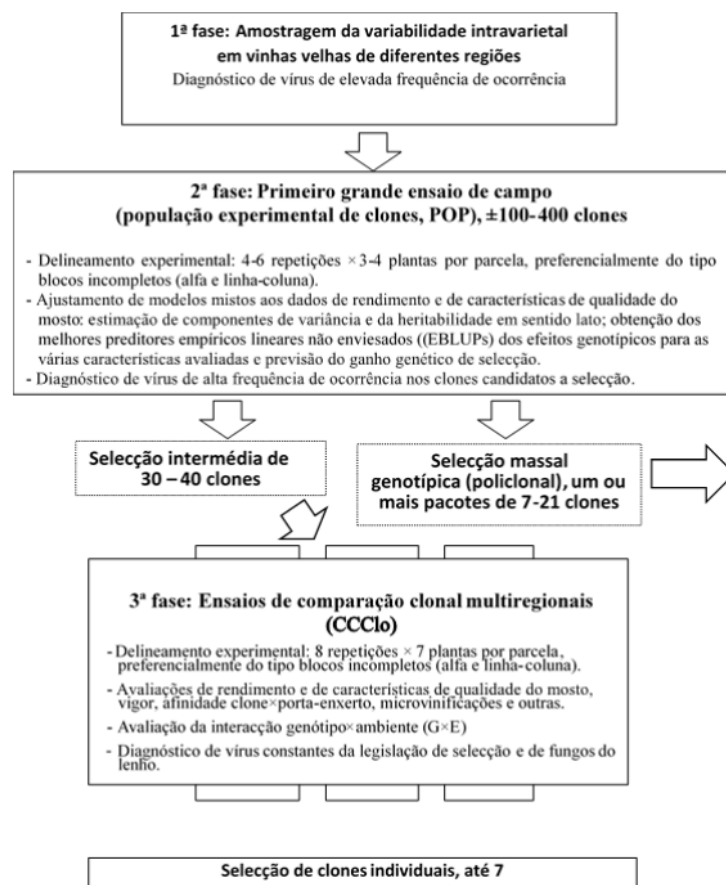 1ª fase: Amostragem da variabilidade intravarietal
em vinhas velhas de diferentes regiões
Diagnóstico de vírus de elevada frequência de ocorrência
2ª fase: Primeiro grande ensaio de campo
(população experimental de clones, POP), ±100-400 clones
- Delineamento experimental: 4-6 repetições × 3-4 plantas por parcela, preferencialmente do tipo
blocos incompletos (alfa e linha-coluna).
- Ajustamento de modelos mistos aos dados de rendimento e de características de qualidade do
mosto: estimação de componentes de variância e da heritabilidade em sentido lato; obtenção dos
melhores preditores empíricos lineares não enviesados ((EBLUPs) dos efeitos genotípicos para as
várias características avaliadas e previsão do ganho genético de selecção.
- Diagnóstico de vírus de alta frequência de ocorrência nos clones candidatos a selecção.
Selecção intermédia de
30 – 40 clones
Selecção massal
genotípica (policlonal), um ou
mais pacotes de 7-21 clones
3ª fase: Ensaios de comparação clonal multiregionais
(CCClo)
- Delineamento experimental: 8 repetições × 7 plantas por parcela,
preferencialmente do tipo blocos incompletos (alfa e linha-coluna).
- Avaliações de rendimento e de características de qualidade do mosto,
vigor, afinidade clone×porta-enxerto, microvinificações e outras.
- Avaliação da interacção genótipo×ambiente (G×E)
- Diagnóstico de vírus constantes da legislação de selecção e de fungos do
lenho.
Selecção de clones individuais, até 7